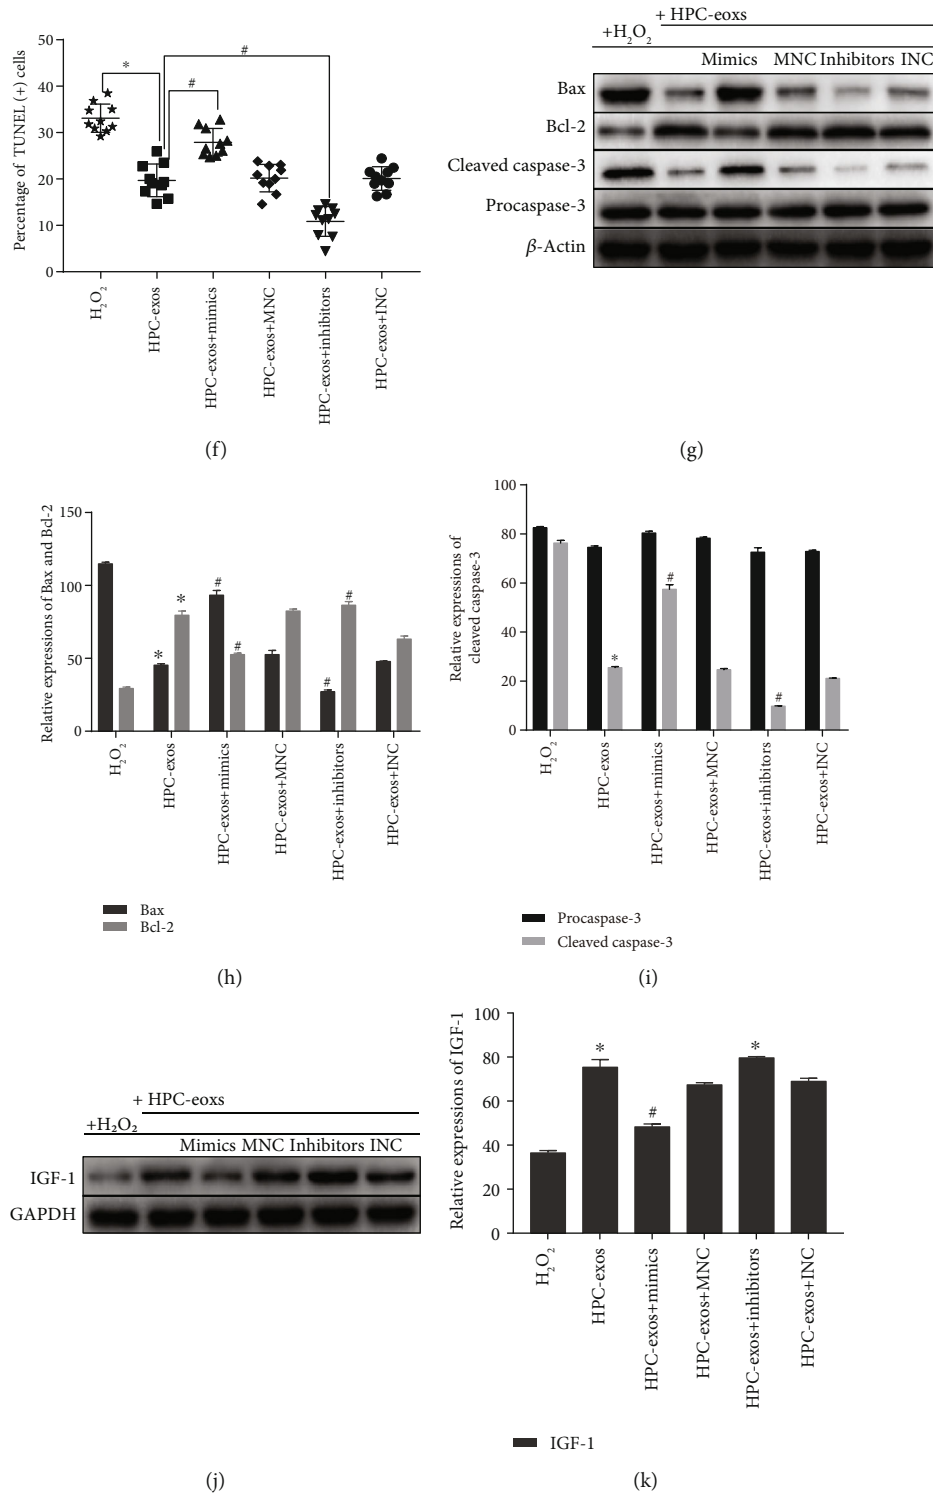 50
40
30
20
10
0
Percentage of TUNEL (+) cells
*
#
#
H2O2
HPC-exos
HPC-exos+mimics
HPC-exos+MNC
HPC-exos+inhibitors
HPC-exos+INC
(f)
+ HPC-eoxs
+H2O2
Mimics MNC Inhibitors INC
Bax
Bcl-2
Cleaved caspase-3
Procaspase-3
β-Actin
(g)
150
100
50
0
Relative expressions of Bax and Bcl-2
*
*
#
#
#
#
H2O2
HPC-exos
HPC-exos+mimics
HPC-exos+MNC
HPC-exos+inhibitors
HPC-exos+INC
Bax
Bcl-2
(h)
100
80
60
40
20
0
Relative expressions of
cleaved caspase-3
*
#
#
H2O2
HPC-exos
HPC-exos+mimics
HPC-exos+MNC
HPC-exos+inhibitors
HPC-exos+INC
Procaspase-3
Cleaved caspase-3
(i)
+ HPC-eoxs
+H₂O₂
Mimics MNC Inhibitors INC
IGF-1
GAPDH
(j)
100
80
60
40
20
0
Relative expressions of IGF-1
*
#
*
H2O2
HPC-exos
HPC-exos+mimics
HPC-exos+MNC
HPC-exos+inhibitors
HPC-exos+INC
IGF-1
(k)